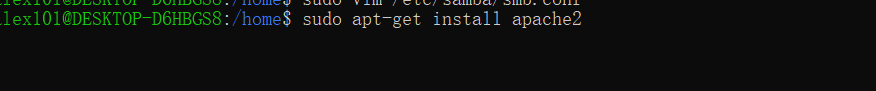 lex101@DESKTOP-D6HBGS8:/home$ sudo vim /etc/samba/smb.conf
lex101@DESKTOP-D6HBGS8:/home$ sudo apt-get install apache2